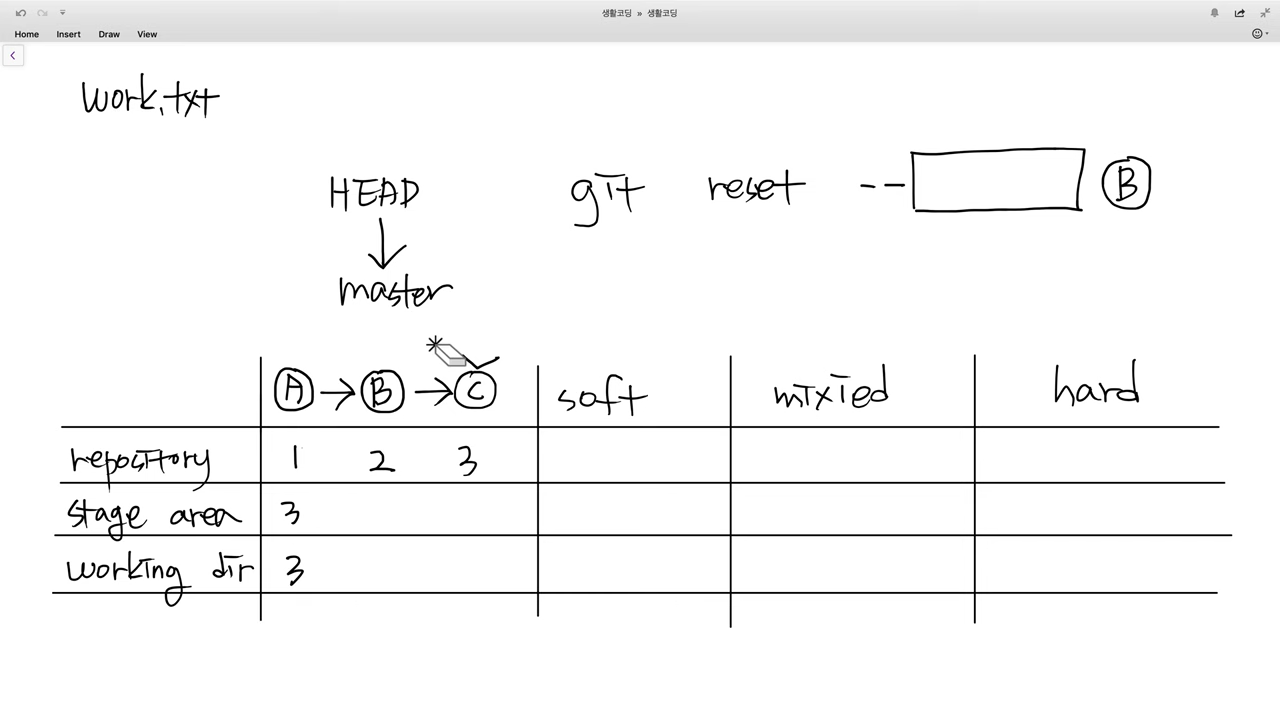 생활코딩 » 생활코딩
Home Insert Draw View
work.txt
HEAD git reset -- B
master
A → B → C soft mixied hard
repository 1 2 3
stage area 3
working dir 3